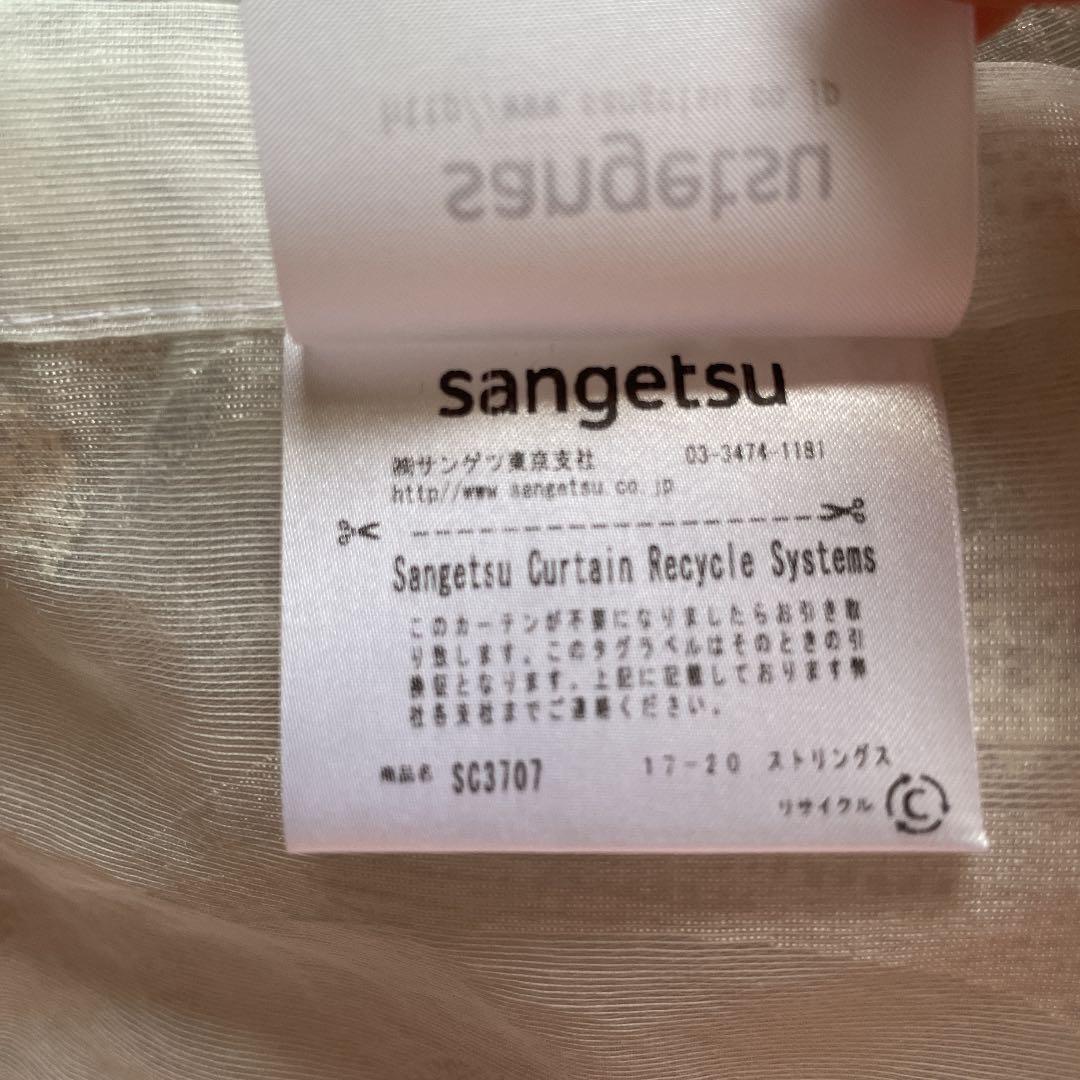 http//www sangetsu co jp
sangetsu
sangetsu
㈱サンゲツ東京支社 03-3474-1181
http//www sangetsu co jp
Sangetsu Curtain Recycle Systems
このカーテンが不要になりましたらお引き取
り致します。このタグラベルはそのときの引
換証となります。上記に記載しております弊
社各支社までご連絡ください。
商品名 SC3707 17-20 ストリングス
リサイクル C